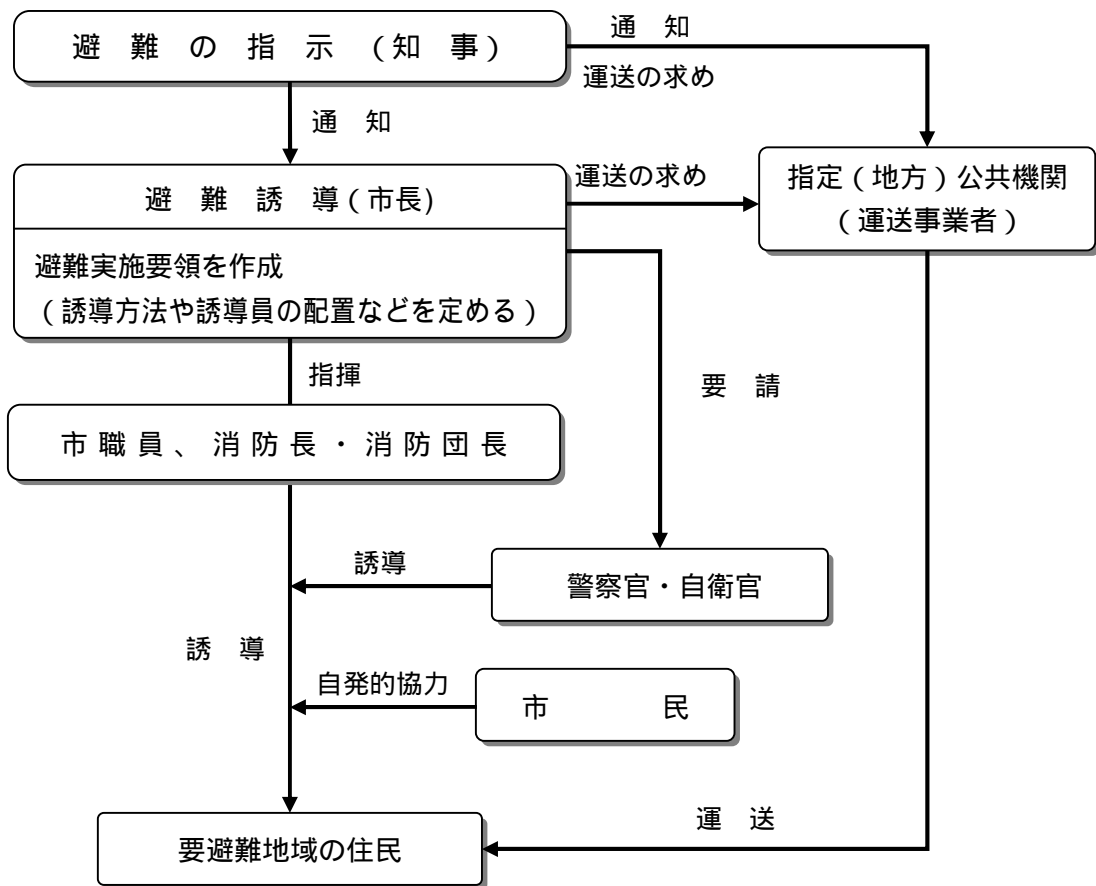 避難の指示（知事）
通知
運送の求め
通知
避難誘導(市長)
運送の求め
指定（地方）公共機関
（運送事業者）
避難実施要領を作成
（誘導方法や誘導員の配置などを定める）
指揮
要請
市職員、消防長・消防団長
誘導
警察官・自衛官
誘導
自発的協力
市民
運送
要避難地域の住民